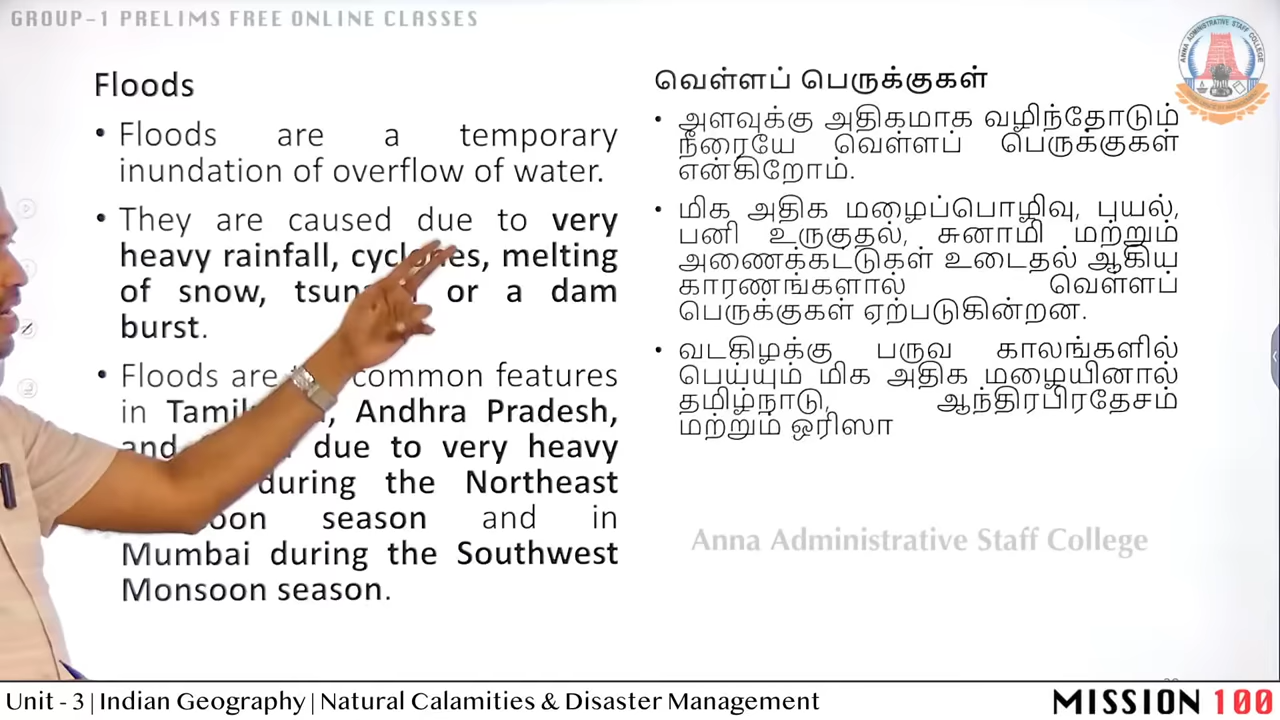 GROUP-1 PRELIMS FREE ONLINE CLASSES
ANNA ADMINISTRATIVE STAFF COLLEGE
Floods
• Floods are a temporary
inundation of overflow of water.
• They are caused due to very
heavy rainfall, cyclones, melting
of snow, or a dam
burst.
• Floods are common features
in Andhra Pradesh,
due to very heavy
during the Northeast
season and in
Mumbai during the Southwest
Monsoon season.
வெள்ளப் பெருக்குகள்
• அளவுக்கு அதிகமாக வழிந்தோடும்
நீரையே வெள்ளப் பெருக்குகள்
என்கிறோம்.
• மிக அதிக மழைப்பொழிவு, புயல்,
பனி உருகுதல், சுனாமி மற்றும்
அணைக்கட்டுகள் உடைதல் ஆகிய
காரணங்களால் வெள்ளப்
பெருக்குகள் ஏற்படுகின்றன.
• வடகிழக்கு பருவ காலங்களில்
பெய்யும் மிக அதிக மழையினால்
தமிழ்நாடு, ஆந்திரபிரதேசம்
மற்றும் ஒரிஸா
Anna Administrative Staff College
Unit - 3 | Indian Geography | Natural Calamities & Disaster Management
MISSION 100